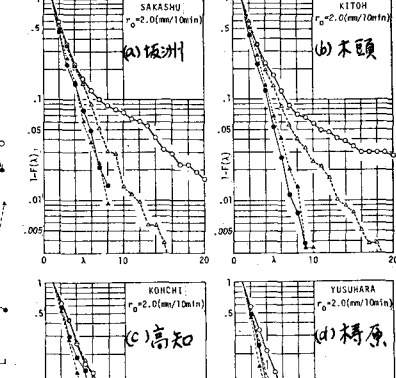 SAKASHU
r₀=2.0(mm/10min)
(a) 坂洲
.5
.1
.05
.01
.005
1-F(λ)
0 λ 10 20
KITOH
r₀=2.0(mm/10min)
(b) 木頭
.5
.1
.05
.01
.005
1-F(λ)
0 λ 10 20
KOHCHI
r₀=2.0(mm/10min)
(c) 高知
1
.5
YUSUHARA
r₀=2.0(mm/10min)
(d) 梼原
1
.5